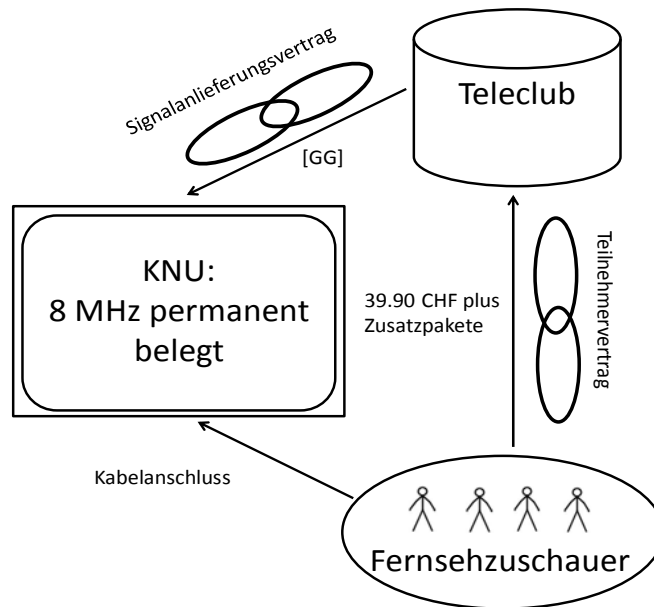 Signalanlieferungsvertrag
Teleclub
[GG]
KNU:
8 MHz permanent
belegt
39.90 CHF plus
Zusatzpakete
Teilnehmervertrag
Kabelanschluss
Fernsehzuschauer